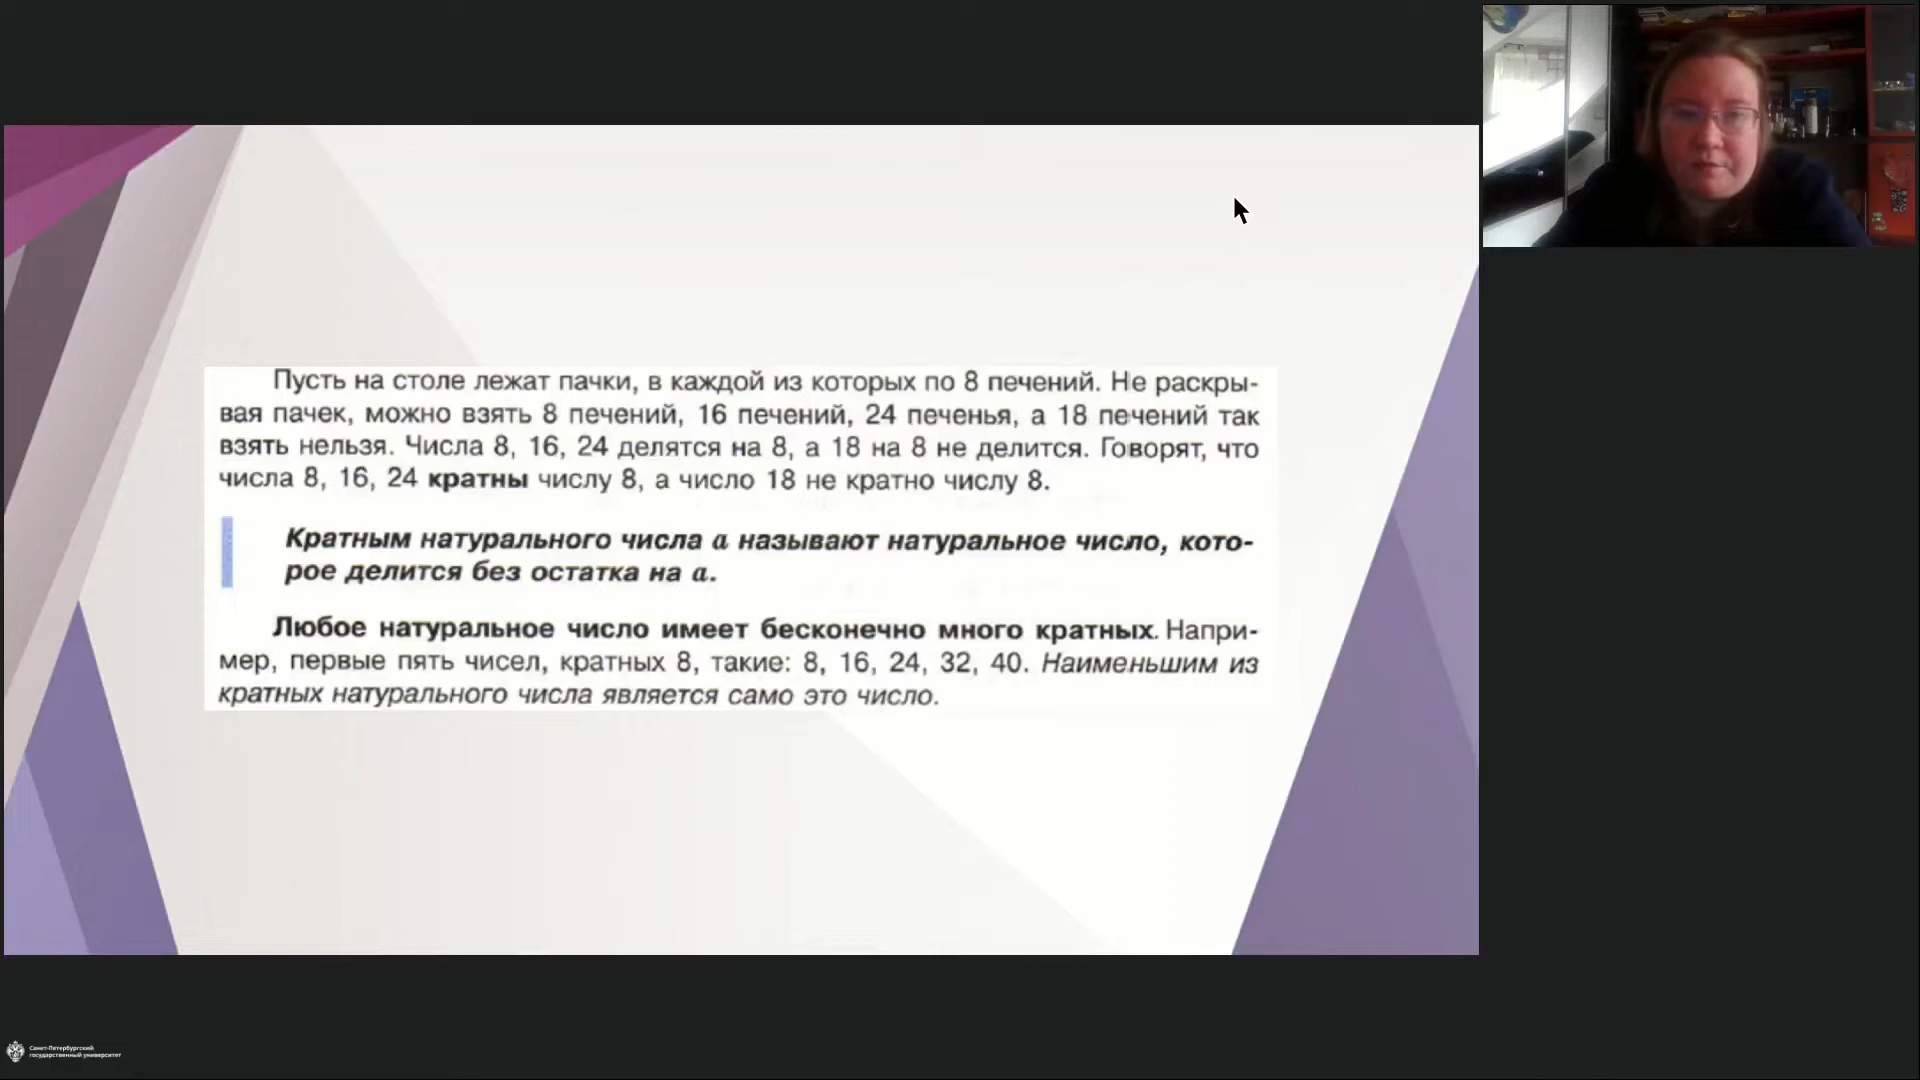 Пусть на столе лежат пачки, в каждой из которых по 8 печений. Не раскры-
вая пачек, можно взять 8 печений, 16 печений, 24 печенья, а 18 печений так
взять нельзя. Числа 8, 16, 24 делятся на 8, а 18 на 8 не делится. Говорят, что
числа 8, 16, 24 кратны числу 8, а число 18 не кратно числу 8.
Кратным натурального числа а называют натуральное число, кото-
рое делится без остатка на а.
Любое натуральное число имеет бесконечно много кратных. Напри-
мер, первые пять чисел, кратных 8, такие: 8, 16, 24, 32, 40. Наименьшим из
кратных натурального числа является само это число.
Санкт-Петербургский
государственный университет